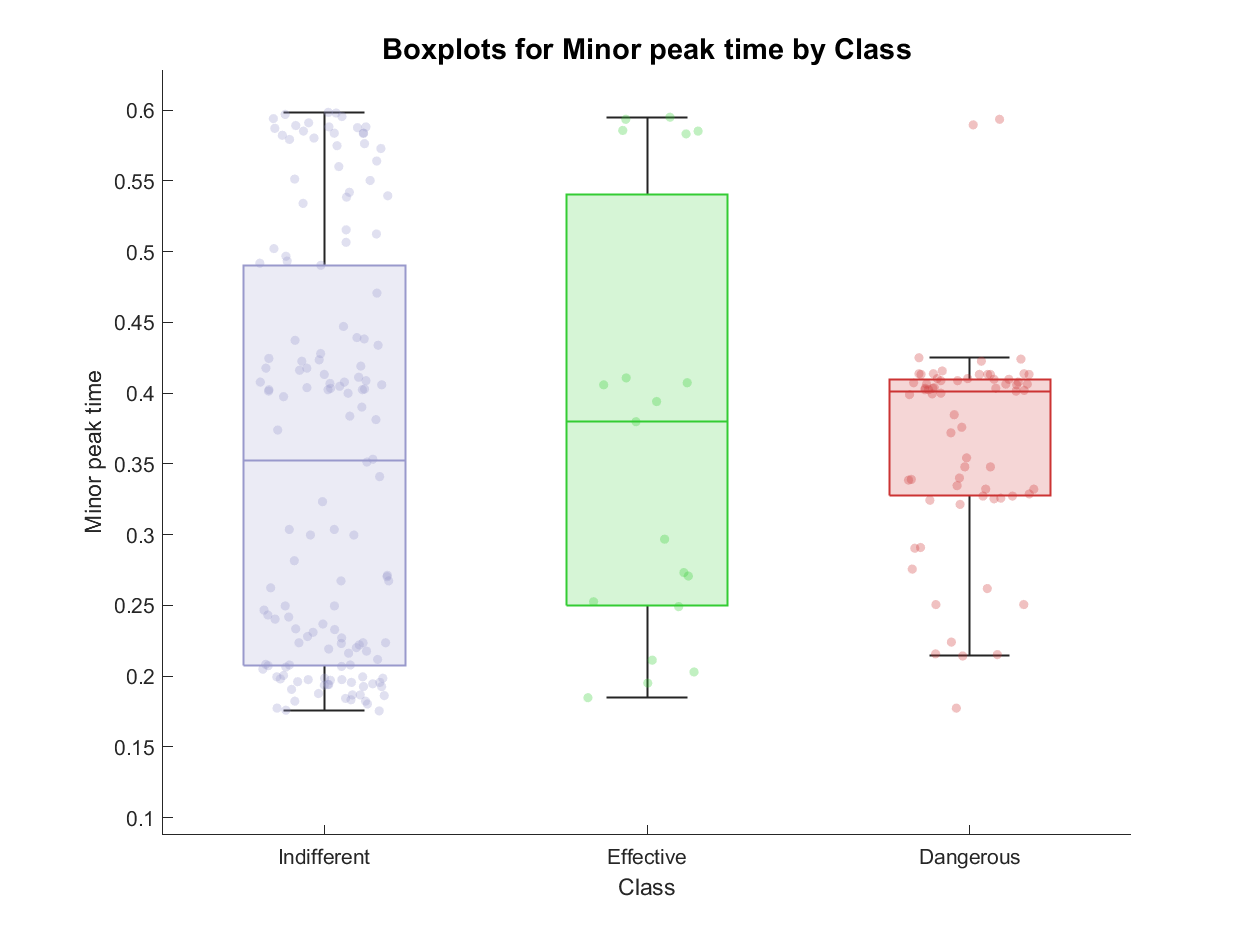 Boxplots for Minor peak time by Class
Minor peak time
0.6
0.55
0.5
0.45
0.4
0.35
0.3
0.25
0.2
0.15
0.1
Indifferent Effective Dangerous
Class